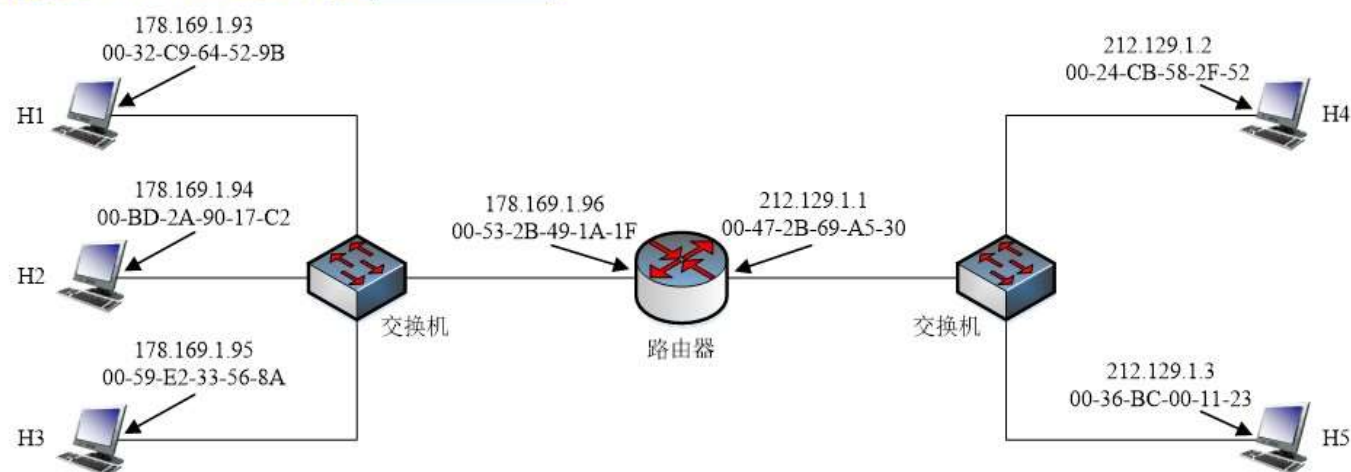 178.169.1.93
00-32-C9-64-52-9B
H1
212.129.1.2
00-24-CB-58-2F-52
H4
178.169.1.94
00-BD-2A-90-17-C2
H2
178.169.1.96
00-53-2B-49-1A-1F
212.129.1.1
00-47-2B-69-A5-30
交换机
路由器
交换机
178.169.1.95
00-59-E2-33-56-8A
H3
212.129.1.3
00-36-BC-00-11-23
H5